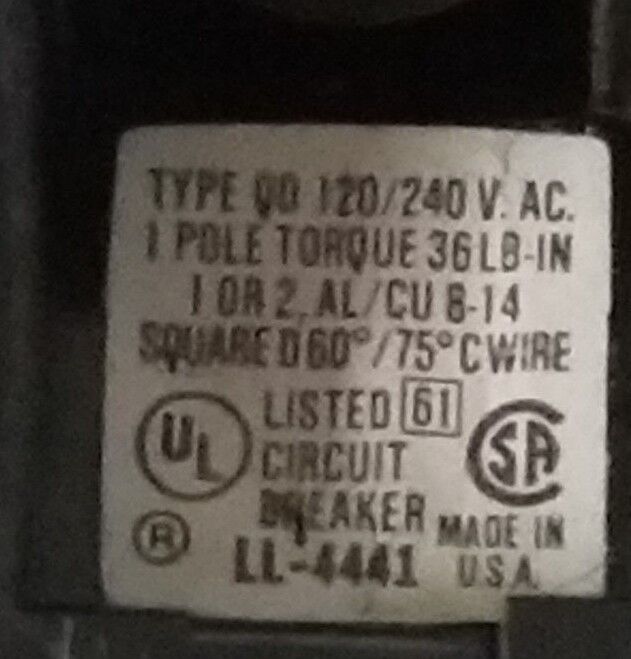 TYPE QO 120/240 V. AC.
1 POLE TORQUE 36 LB-IN
1 OR 2, AL/CU 8-14
SQUARE D 60°/75°C WIRE
UL LISTED 61 SA
CIRCUIT
BREAKER
® LL-4441
MADE IN
U.S.A.